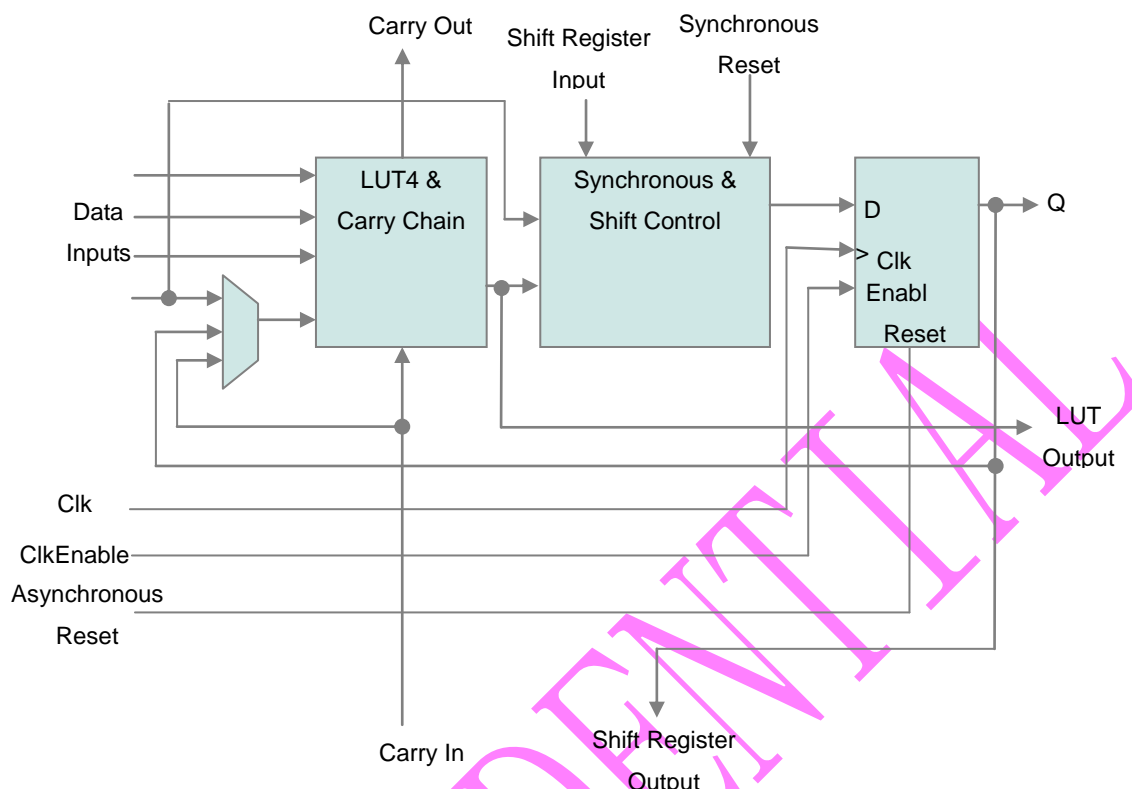 Carry Out
Shift Register
Input
Synchronous
Reset
LUT4 &
Carry Chain
Synchronous &
Shift Control
Data
Inputs
D
> Clk
Enabl
Reset
Q
LUT
Output
Clk
ClkEnable
Asynchronous
Reset
Carry In
Shift Register
Output
DENTIAL